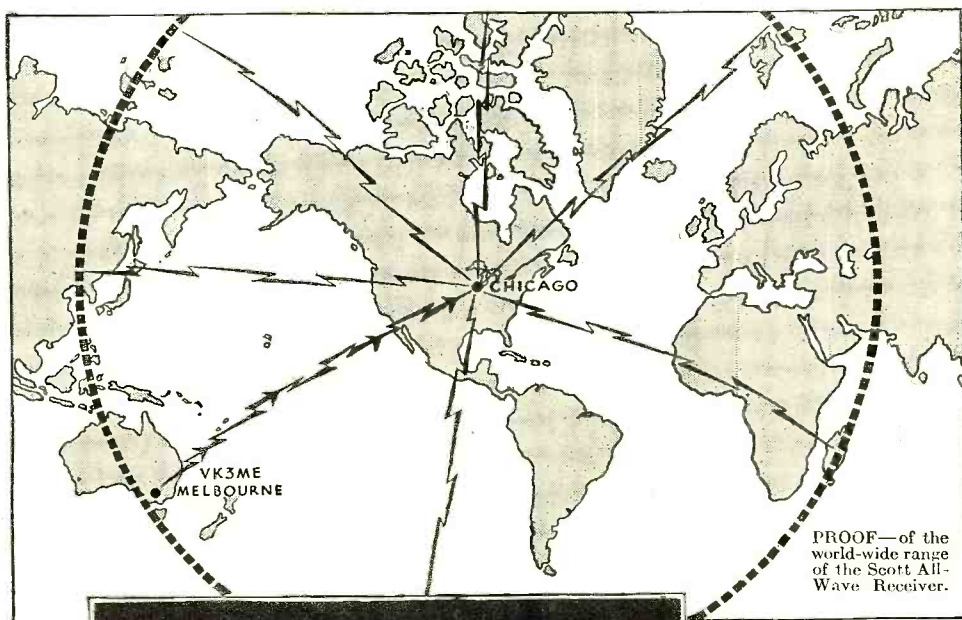 CHICAGO
VK3ME
MELBOURNE
PROOF—of the
world-wide range
of the Scott All-
Wave Receiver.